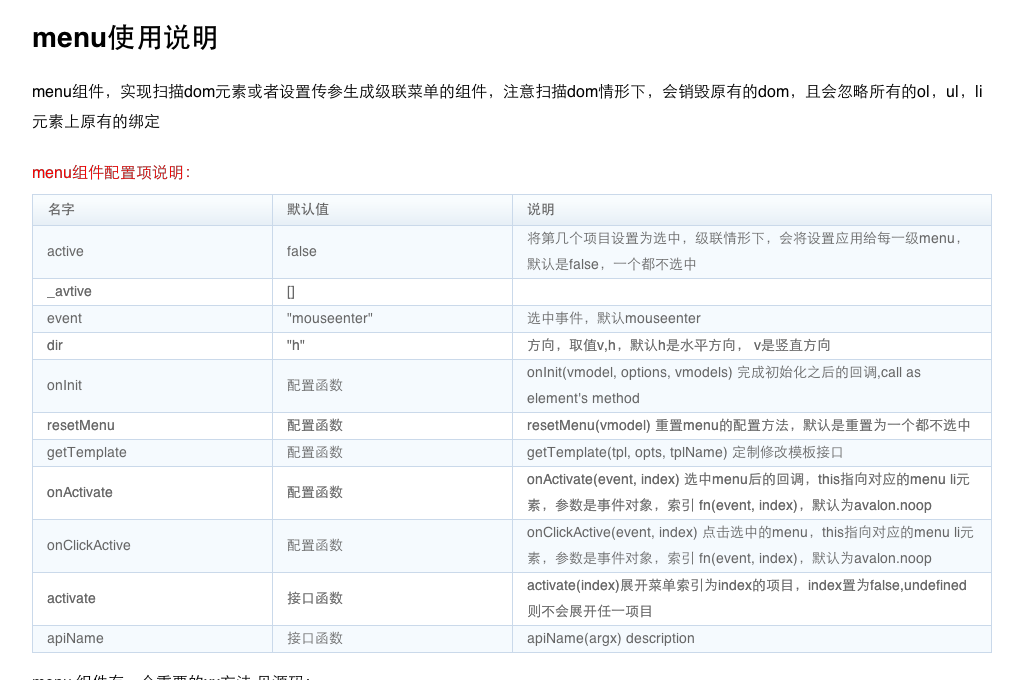 menu使用说明
menu组件，实现扫描dom元素或者设置传参生成级联菜单的组件，注意扫描dom情形下，会销毁原有的dom，且会忽略所有的ol，ul，li
元素上原有的绑定
menu组件配置项说明：
名字 默认值 说明
active false 将第几个项目设置为选中，级联情形下，会将设置应用给每一级menu，
默认是false，一个都不选中
_avtive []
event "mouseenter" 选中事件，默认mouseenter
dir "h" 方向，取值v,h，默认h是水平方向， v是竖直方向
onInit 配置函数 onInit(vmodel, options, vmodels) 完成初始化之后的回调,call as
element's method
resetMenu 配置函数 resetMenu(vmodel) 重置menu的配置方法，默认是重置为一个都不选中
getTemplate 配置函数 getTemplate(tpl, opts, tplName) 定制修改模板接口
onActivate 配置函数 onActivate(event, index) 选中menu后的回调，this指向对应的menu li元
素，参数是事件对象，索引 fn(event, index)，默认为avalon.noop
onClickActive 配置函数 onClickActive(event, index) 点击选中的menu，this指向对应的menu li元
素，参数是事件对象，索引 fn(event, index)，默认为avalon.noop
activate 接口函数 activate(index)展开菜单索引为index的项目，index置为false,undefined
则不会展开任一项目
apiName 接口函数 apiName(argx) description